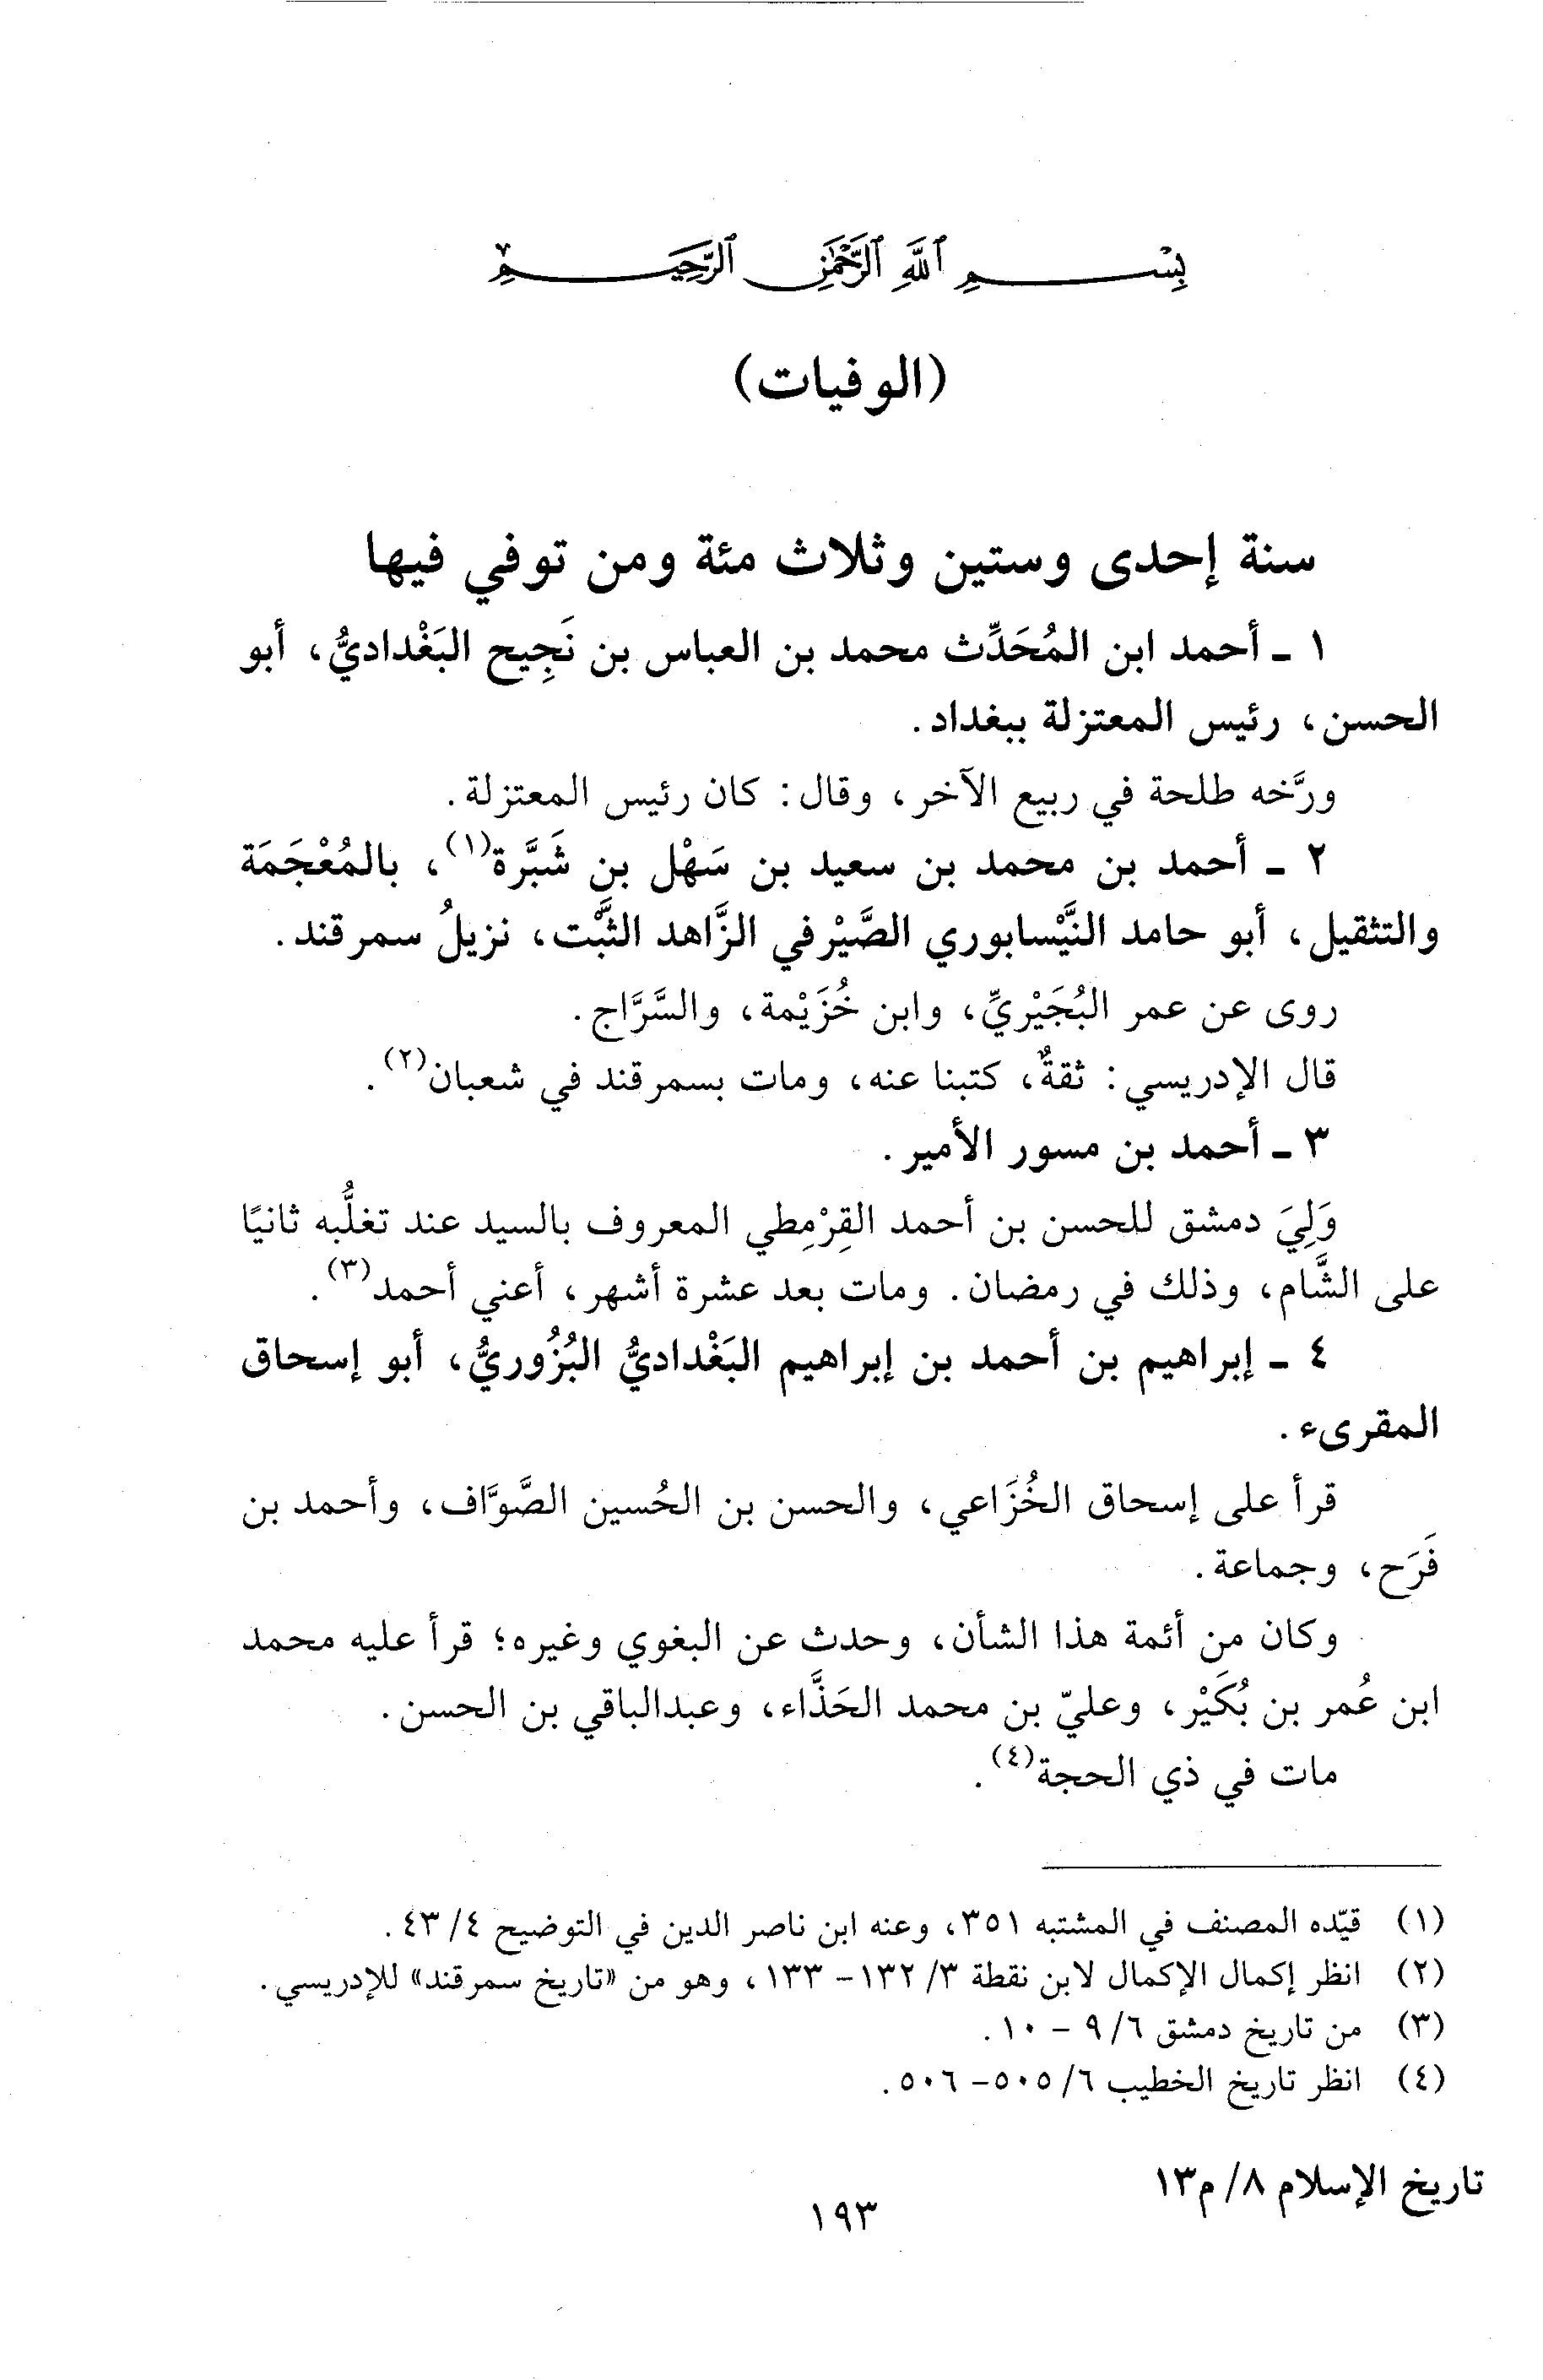 بِسْمِ ٱللَّهِ ٱلرَّحْمَٰنِ ٱلرَّحِيمِ
(الوفيات)
سنة إحدى وستين وثلاث مئة ومن توفي فيها
١ ـ أحمد ابن المُحَدِّث محمد بن العباس بن نَجِيح البَغْداديُّ، أبو
الحسن، رئيس المعتزلة ببغداد.
ورَّخه طلحة في ربيع الآخر، وقال: كان رئيس المعتزلة.
٢ ـ أحمد بن محمد بن سعيد بن سَهْل بن شَبَّرة(١)، بالمُعْجَمَة
والتثقيل، أبو حامد النَّيْسابوري الصَّيْرفي الزَّاهد الثَّبْت، نزيلُ سمرقند.
روى عن عمر البُجَيْريِّ، وابن خُزَيْمة، والسَّرَّاج.
قال الإدريسي: ثقةٌ، كتبنا عنه، ومات بسمرقند في شعبان(٢).
٣ ـ أحمد بن مسور الأمير.
وَلِيَ دمشق للحسن بن أحمد القِرْمِطي المعروف بالسيد عند تغلُّبه ثانيًا
على الشَّام، وذلك في رمضان. ومات بعد عشرة أشهر، أعني أحمد(٣).
٤ ـ إبراهيم بن أحمد بن إبراهيم البَغْداديُّ البُزُوريُّ، أبو إسحاق
المقرىء.
قرأ على إسحاق الخُزَاعي، والحسن بن الحُسين الصَّوَّاف، وأحمد بن
فَرَح، وجماعة.
وكان من أئمة هذا الشأن، وحدث عن البغوي وغيره؛ قرأ عليه محمد
ابن عُمر بن بُكَيْر، وعليّ بن محمد الحَذَّاء، وعبدالباقي بن الحسن.
مات في ذي الحجة(٤).
(١) قيّده المصنف في المشتبه ٣٥١، وعنه ابن ناصر الدين في التوضيح ٤/ ٤٣.
(٢) انظر إكمال الإكمال لابن نقطة ٣/ ١٣٢ – ١٣٣، وهو من «تاريخ سمرقند» للإدريسي.
(٣) من تاريخ دمشق ٦/ ٩ – ١٠.
(٤) انظر تاريخ الخطيب ٦/ ٥٠٥ – ٥٠٦.
تاريخ الإسلام ٨/ م١٣
١٩٣